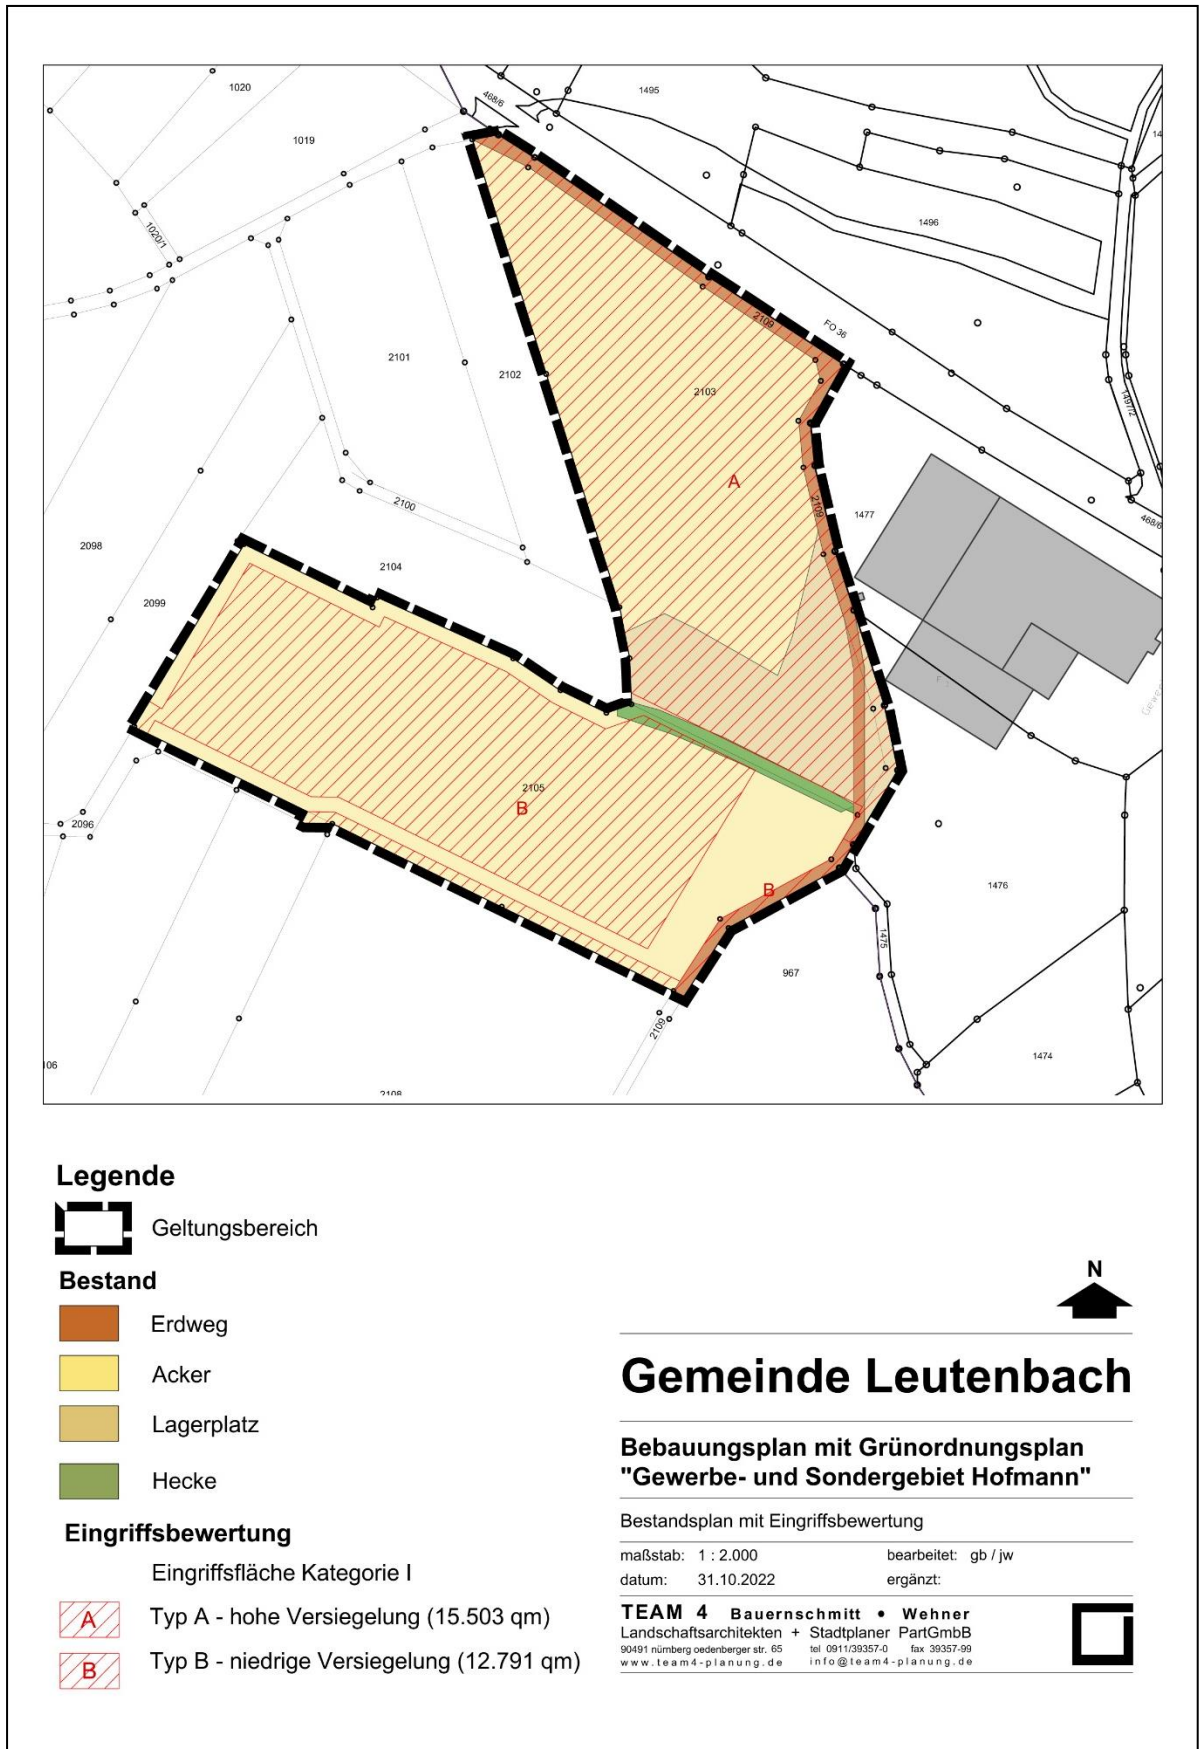 1020
1019
468/6
1495
1496
1020/1
2101
2102
2109
FO 36
2103
1497/2
A
2109
1477
2100
468/6
2098
2104
2099
2105
B
2096
B
1476
1475
967
2109
1474
106
2108
Legende
Geltungsbereich
Bestand
Erdweg
Acker
Lagerplatz
Hecke
Eingriffsbewertung
Eingriffsfläche Kategorie I
A Typ A - hohe Versiegelung (15.503 qm)
B Typ B - niedrige Versiegelung (12.791 qm)
N
Gemeinde Leutenbach
Bebauungsplan mit Grünordnungsplan
"Gewerbe- und Sondergebiet Hofmann"
Bestandsplan mit Eingriffsbewertung
maßstab: 1 : 2.000 bearbeitet: gb / jw
datum: 31.10.2022 ergänzt:
TEAM 4 Bauernschmitt • Wehner
Landschaftsarchitekten + Stadtplaner PartGmbB
90491 nürnberg oedenberger str. 65 tel 0911/39357-0 fax 39357-99
www.team4-planung.de info@team4-planung.de